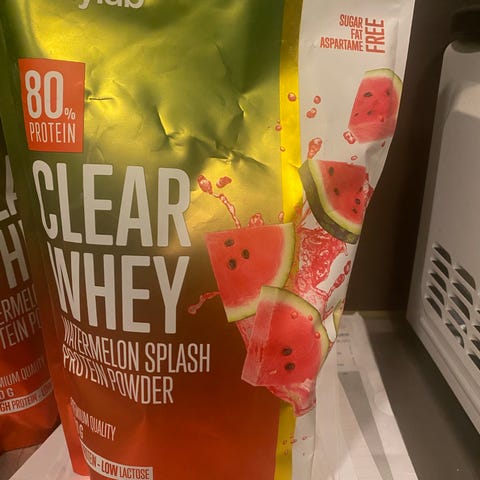 SUGAR
FAT
ASPARTAME
FREE
80%
PROTEIN
CLEAR
WHEY
WATERMELON SPLASH
PROTEIN POWDER
PREMIUM QUALITY
LOW LACTOSE